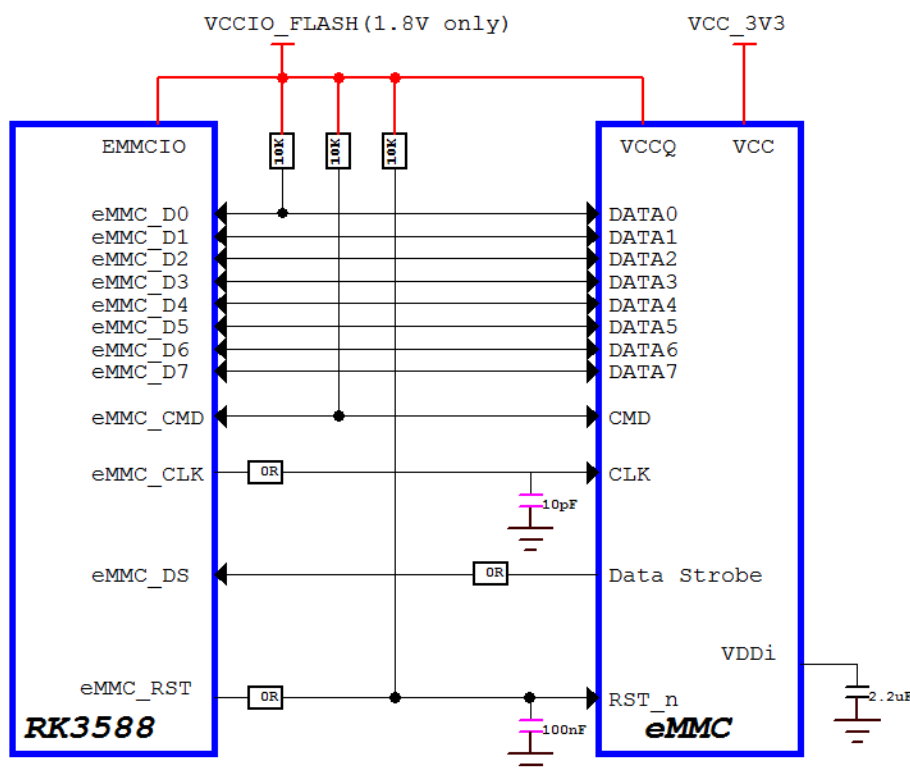 VCCIO_FLASH(1.8V only)
VCC_3V3
EMMCIO
10K
10K
10K
VCCQ
VCC
eMMC_D0
DATA0
eMMC_D1
DATA1
eMMC_D2
DATA2
eMMC_D3
DATA3
eMMC_D4
DATA4
eMMC_D5
DATA5
eMMC_D6
DATA6
eMMC_D7
DATA7
eMMC_CMD
CMD
eMMC_CLK
0R
CLK
10pF
eMMC_DS
0R
Data Strobe
VDDi
2.2uF
eMMC_RST
0R
RST_n
100nF
RK3588
eMMC